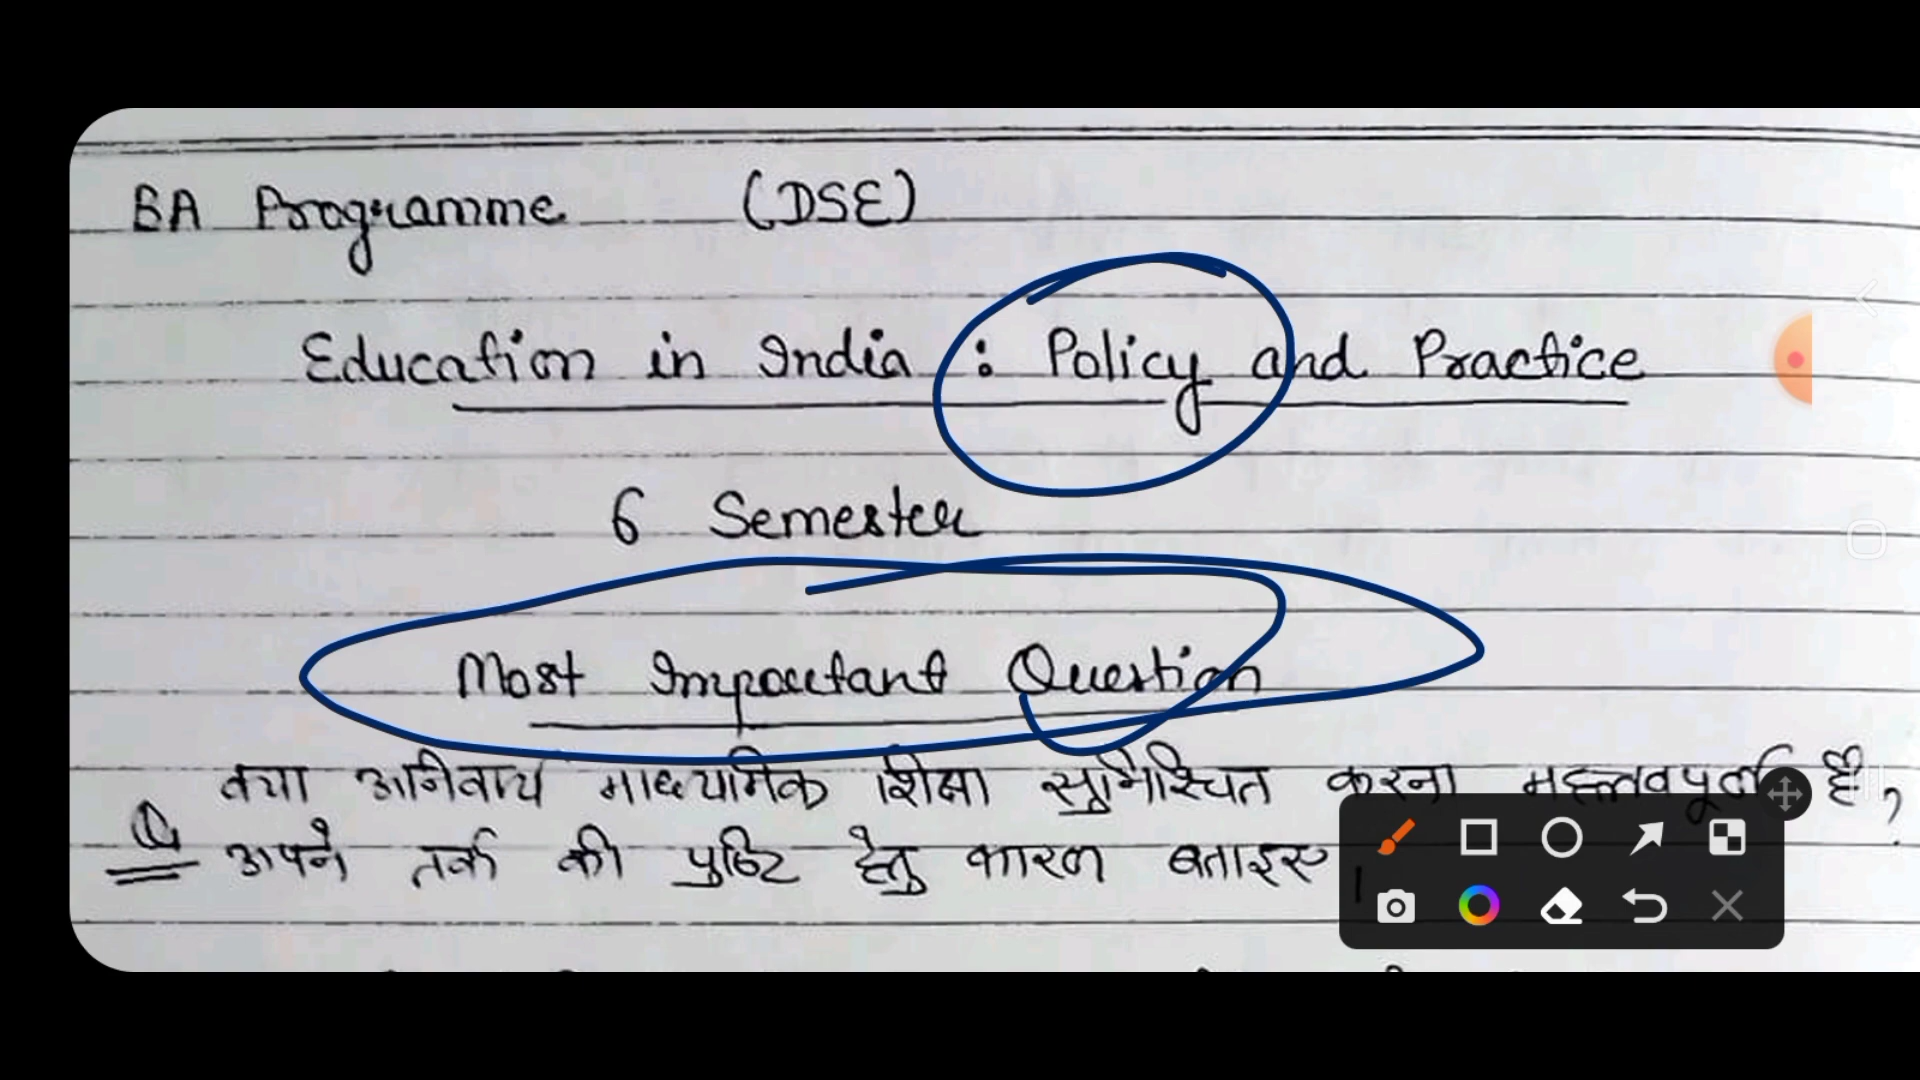 BA Programme (DSE)
Education in India : Policy and Practice
6 Semester
Most Important Question
क्या अनिवार्य माध्यमिक शिक्षा सुनिश्चित करना महत्त्वपूर्ण है,
Q अपने तर्क की पुष्टि हेतु कारण बताइए।